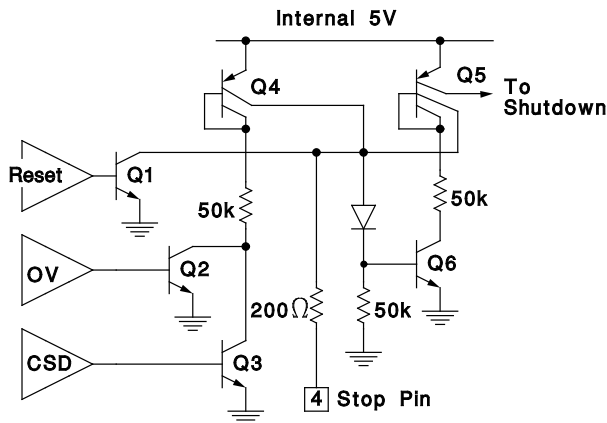 Internal 5V
Q4
Q5
To
Shutdown
Reset
Q1
50k
50k
OV
Q2
Q6
200Ω
50k
CSD
Q3
4 Stop Pin